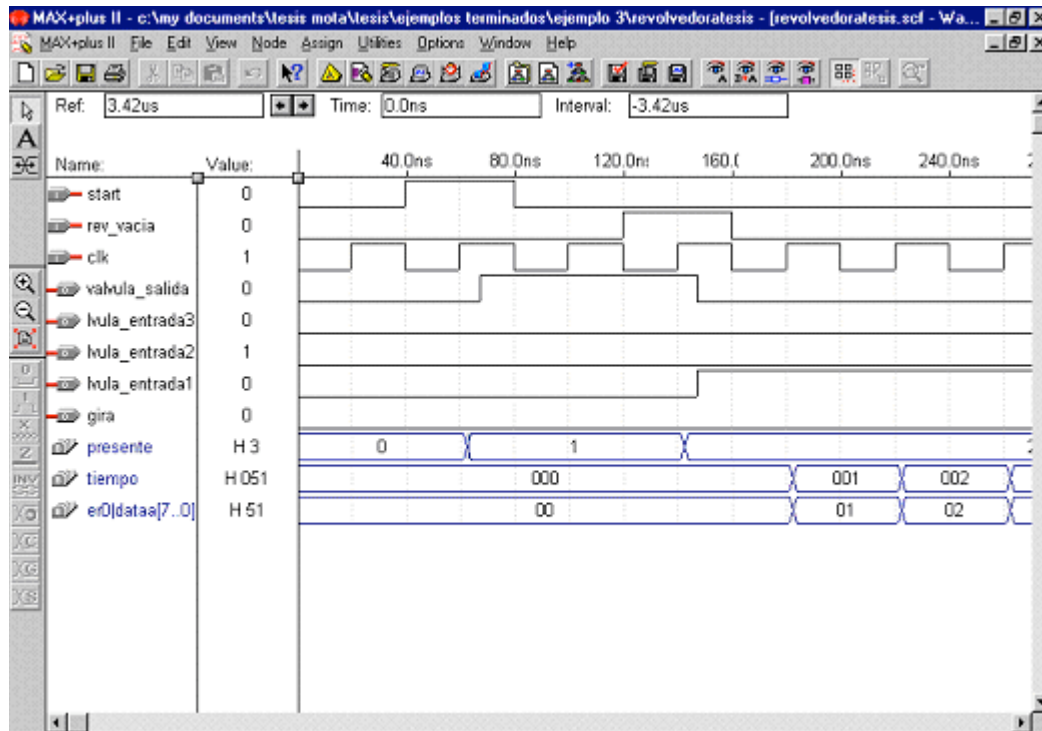 MAX+plus II - c:\my documents\tesis mota\tesis\ejemplos terminados\ejemplo 3\revolvedoratesis - [revolvedoratesis.scf - Wa...
MAX+plus II File Edit View Node Assign Utilities Options Window Help
Ref: 3.42us Time: 0.0ns Interval: -3.42us
Name: Value: 40.0ns 80.0ns 120.0n 160.( 200.0ns 240.0ns
start 0
rev_vacia 0
clk 1
valvula_salida 0
lvula_entrada3 0
lvula_entrada2 1
lvula_entrada1 0
gira 0
presente H 3 0 1
tiempo H 051 000 001 002
er0|dataa[7..0] H 51 00 01 02